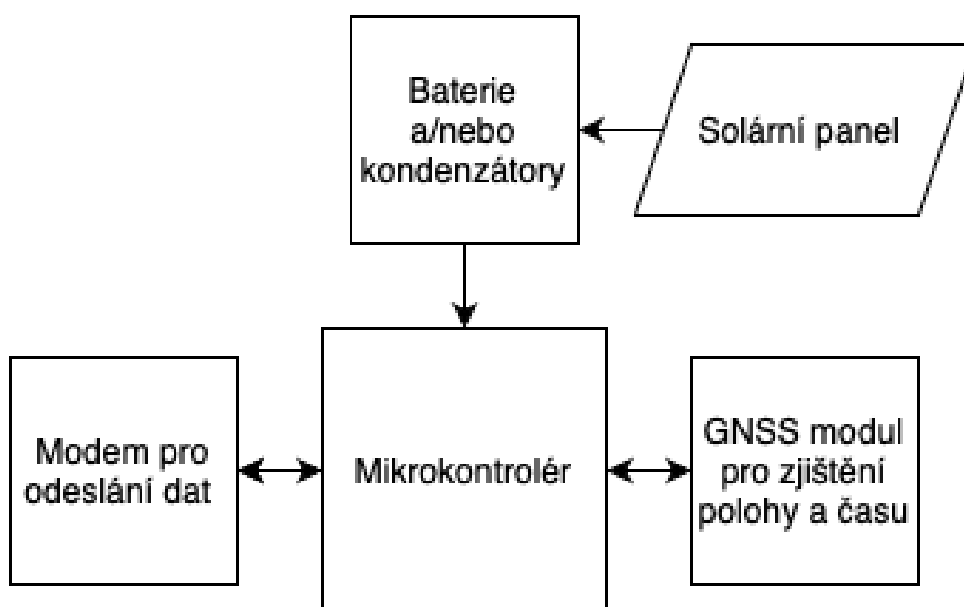 Baterie
a/nebo
kondenzátory
Solární panel
Modem pro
odeslání dat
Mikrokontrolér
GNSS modul
pro zjištění
polohy a času